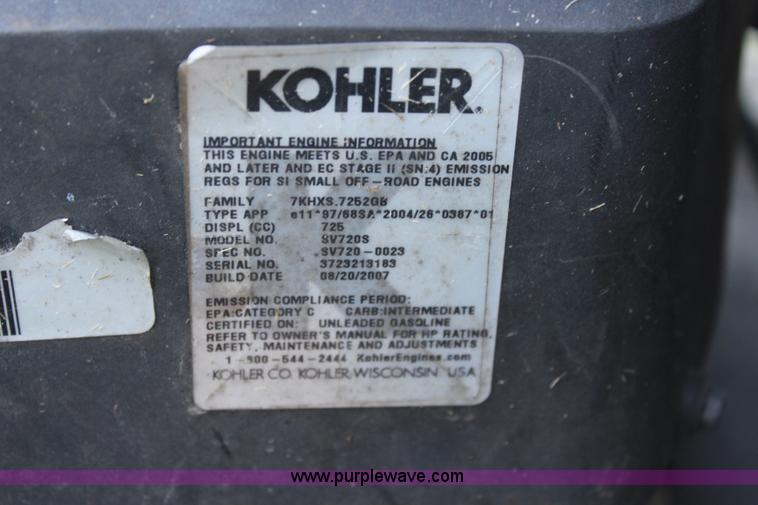 KOHLER.
IMPORTANT ENGINE INFORMATION
THIS ENGINE MEETS U.S. EPA AND CA 2005
AND LATER AND EC STAGE II (SN:4) EMISSION
REGS FOR SI SMALL OFF-ROAD ENGINES
FAMILY 7KHXS.7252GB
TYPE APP e11*97/68SA*2004/26*0387*01
DISPL (CC) 725
MODEL NO. SV720S
SPEC NO. SV720-0023
SERIAL NO. 3723213183
BUILD DATE 08/20/2007
EMISSION COMPLIANCE PERIOD:
EPA:CATEGORY C CARB:INTERMEDIATE
CERTIFIED ON: UNLEADED GASOLINE
REFER TO OWNER'S MANUAL FOR HP RATING,
SAFETY, MAINTENANCE AND ADJUSTMENTS
1-800-544-2444 KohlerEngines.com
KOHLER CO. KOHLER, WISCONSIN USA
www.purplewave.com